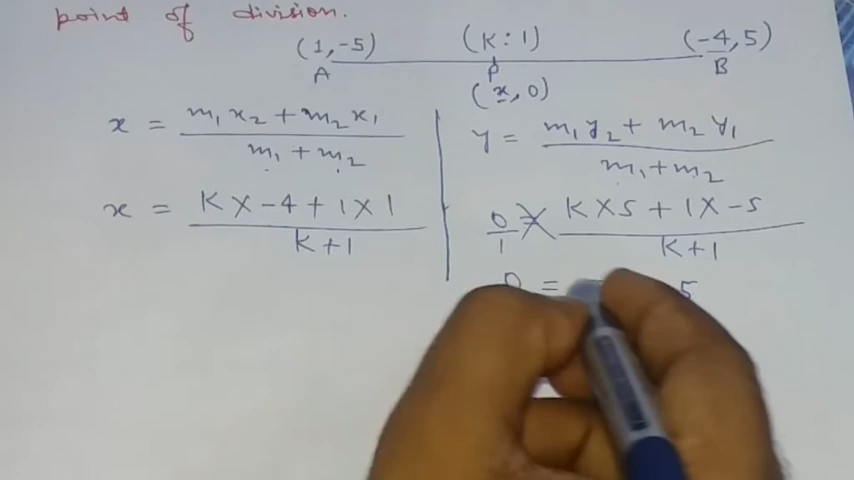 point of division.
(1,-5) (K:1) (-4,5)
A P B
(x,0)
x = m₁x₂+m₂x₁ / m₁+m₂
y = m₁y₂+ m₂y₁ / m₁+m₂
x = K×-4+1×1 / K+1
0/1 = K×5+1×-5 / K+1
0 = 5